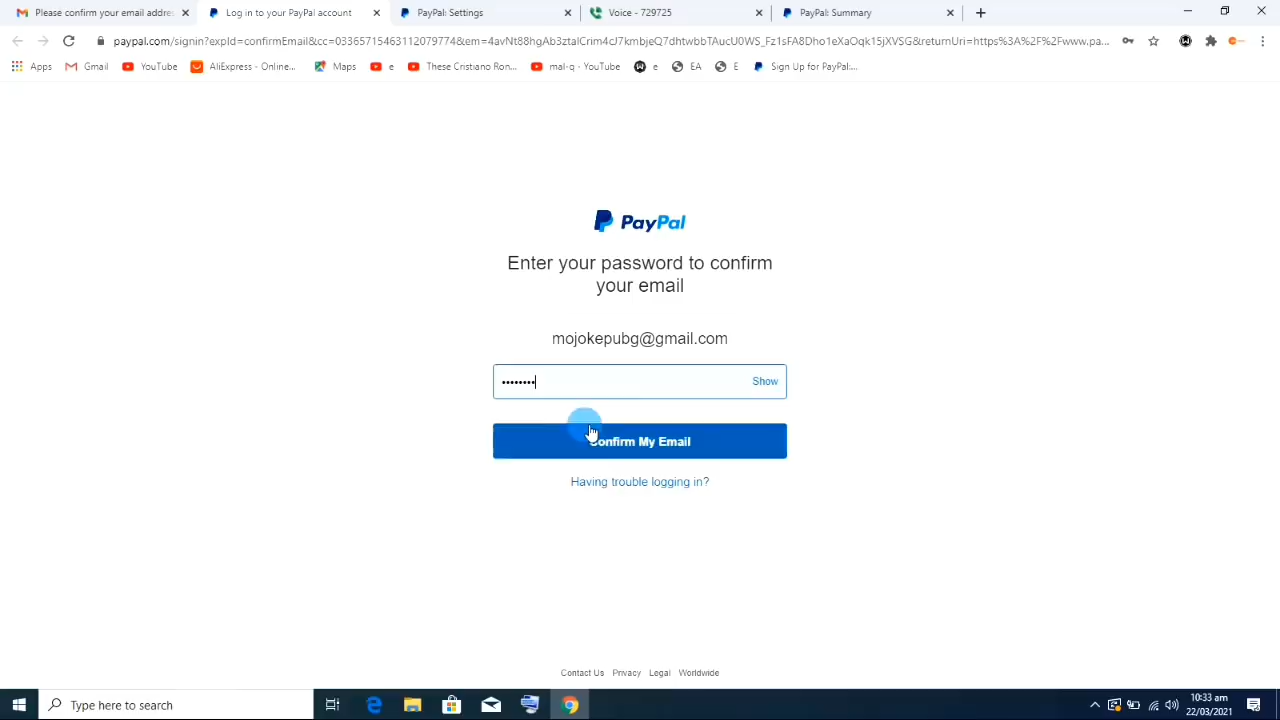 Please confirm your email addres
Log in to your PayPal account
PayPal: Settings
Voice - 729725
PayPal: Summary
Apps
Gmail
YouTube
AliExpress - Online...
Maps
e
These Cristiano Ron...
mal-q - YouTube
e
EA
E
Sign Up for PayPal:...
PayPal
Enter your password to confirm
your email
mojokepubg@gmail.com
••••••••
Show
Confirm My Email
Having trouble logging in?
Contact Us Privacy Legal Worldwide
Type here to search
10:33 am
22/03/2021